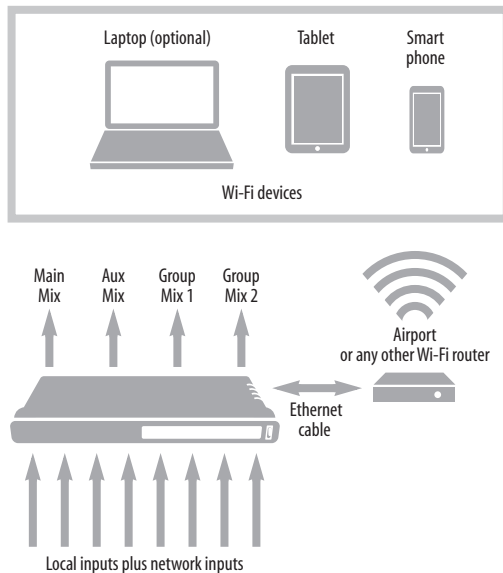 Laptop (optional)
Tablet
Smart
phone
Wi-Fi devices
Main
Mix
Aux
Mix
Group
Mix 1
Group
Mix 2
Airport
or any other Wi-Fi router
Ethernet
cable
Local inputs plus network inputs